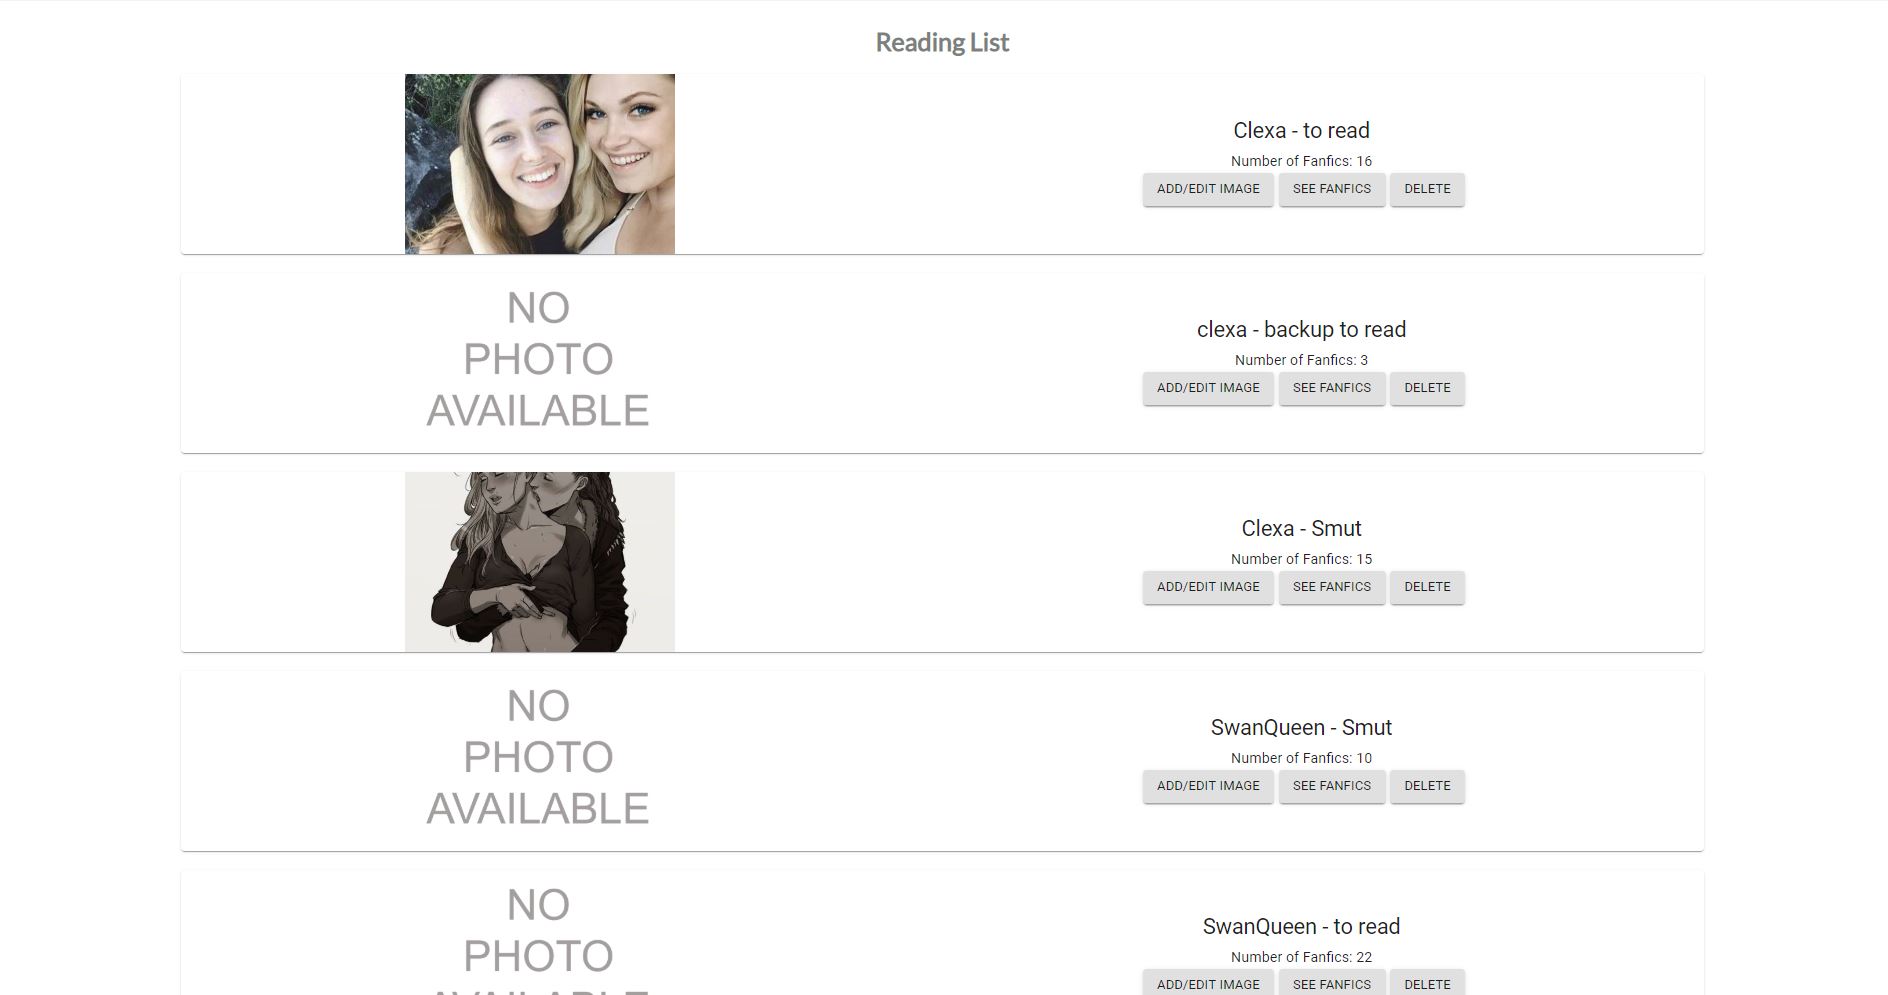 Reading List
Clexa - to read
Number of Fanfics: 16
ADD/EDIT IMAGE SEE FANFICS DELETE
NO
PHOTO
AVAILABLE
clexa - backup to read
Number of Fanfics: 3
ADD/EDIT IMAGE SEE FANFICS DELETE
Clexa - Smut
Number of Fanfics: 15
ADD/EDIT IMAGE SEE FANFICS DELETE
NO
PHOTO
AVAILABLE
SwanQueen - Smut
Number of Fanfics: 10
ADD/EDIT IMAGE SEE FANFICS DELETE
NO
PHOTO
SwanQueen - to read
Number of Fanfics: 22
ADD/EDIT IMAGE SEE FANFICS DELETE